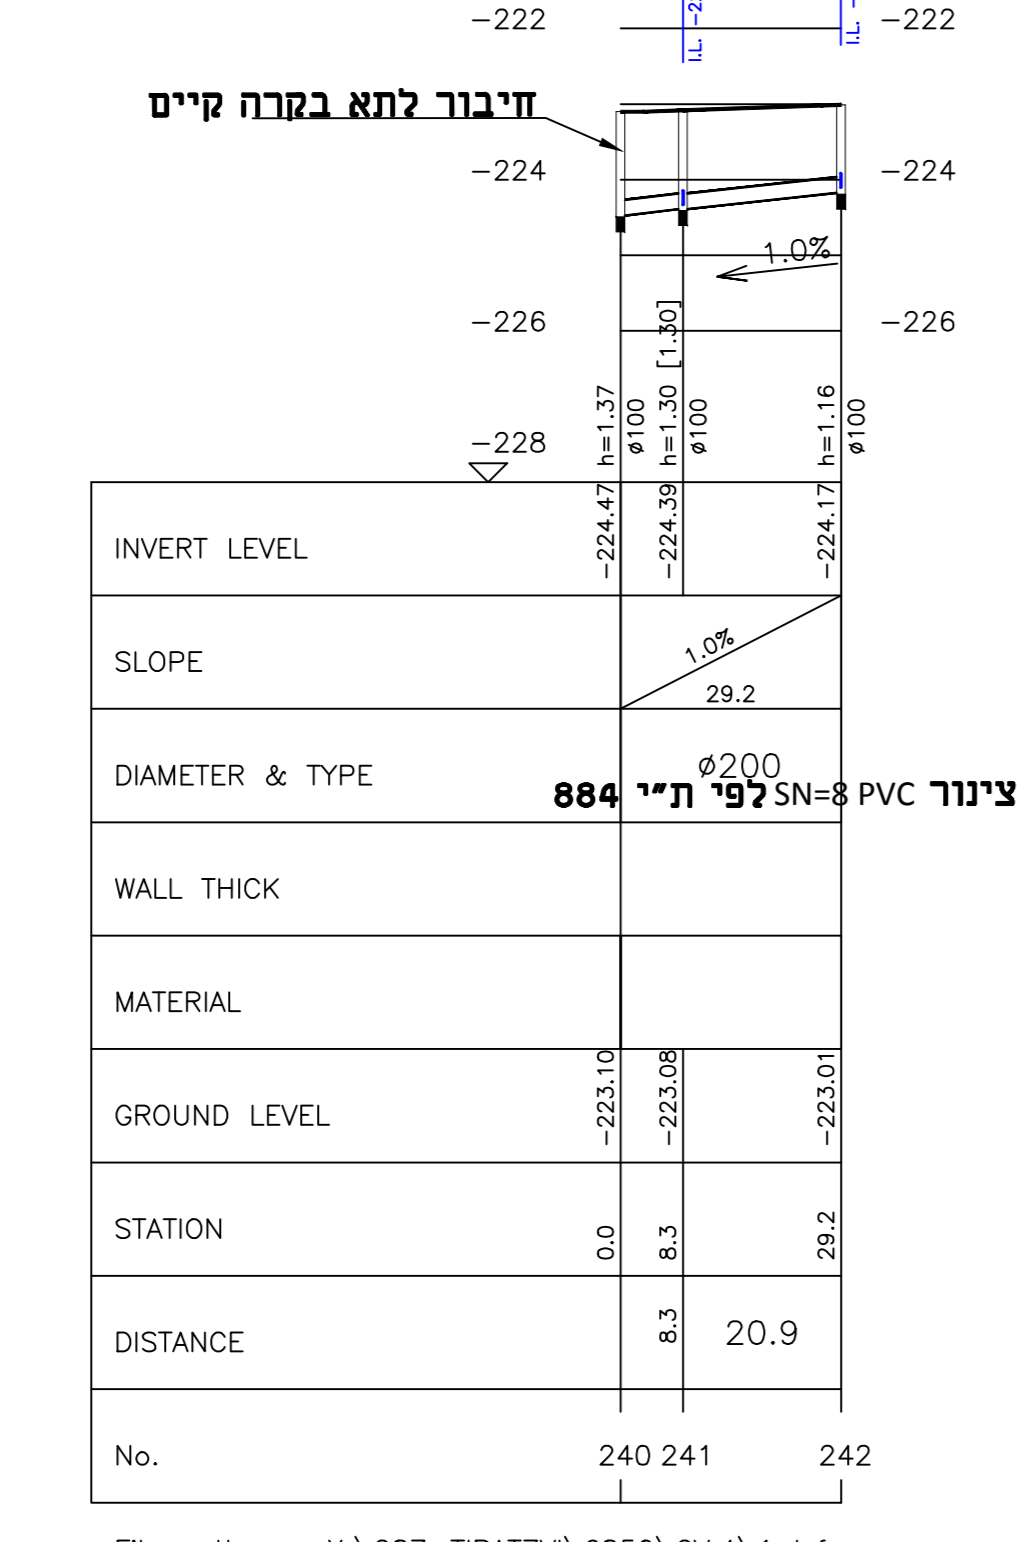 -222 -222
I.L.
I.L.
חיבור לתא בקרה קיים
-224 -224
1.0%
-226 -226
-228
h=1.37 ø100 h=1.30 [1.30] ø100 h=1.16 ø100
INVERT LEVEL -224.47 -224.39 -224.17
SLOPE 1.0% 29.2
DIAMETER & TYPE ø200
צינור SN=8 PVC לפי ת"י 884
WALL THICK
MATERIAL
GROUND LEVEL -223.10 -223.08 -223.01
STATION 0.0 8.3 29.2
DISTANCE 8.3 20.9
No. 240 241 242